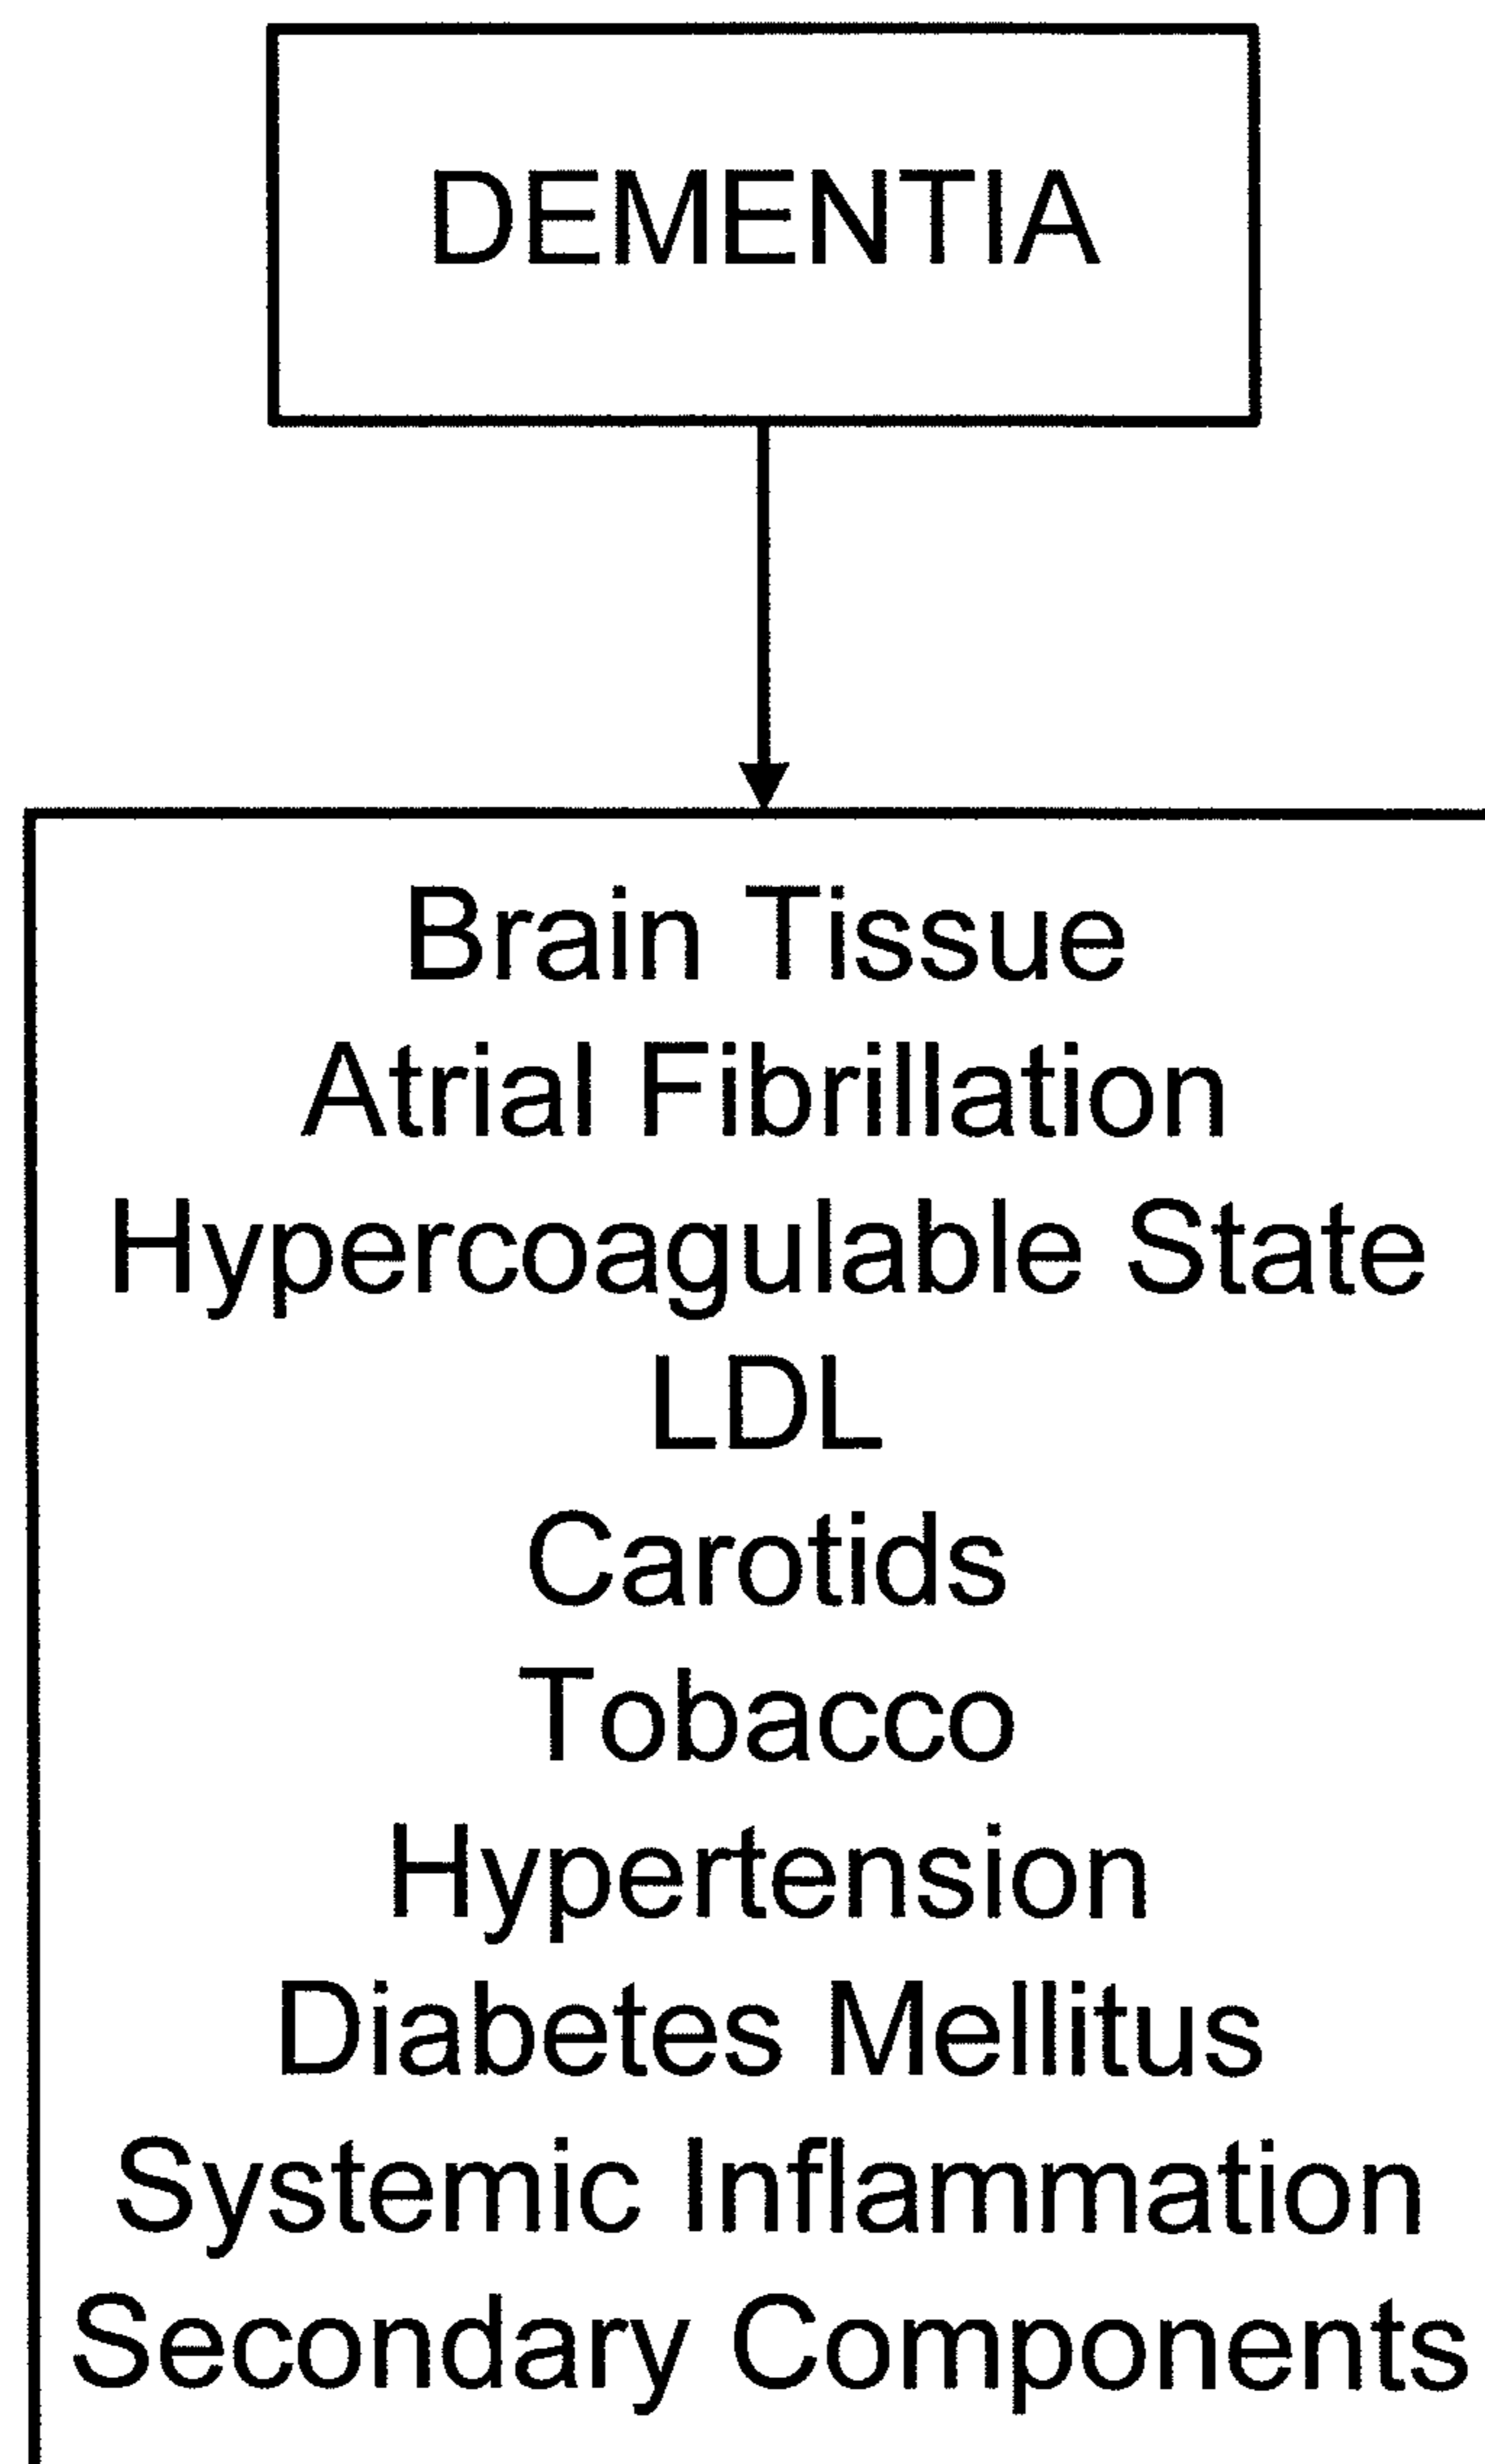 DEMENTIA
Brain Tissue
Atrial Fibrillation
Hypercoagulable State
LDL
Carotids
Tobacco
Hypertension
Diabetes Mellitus
Systemic Inflammation
Secondary Components